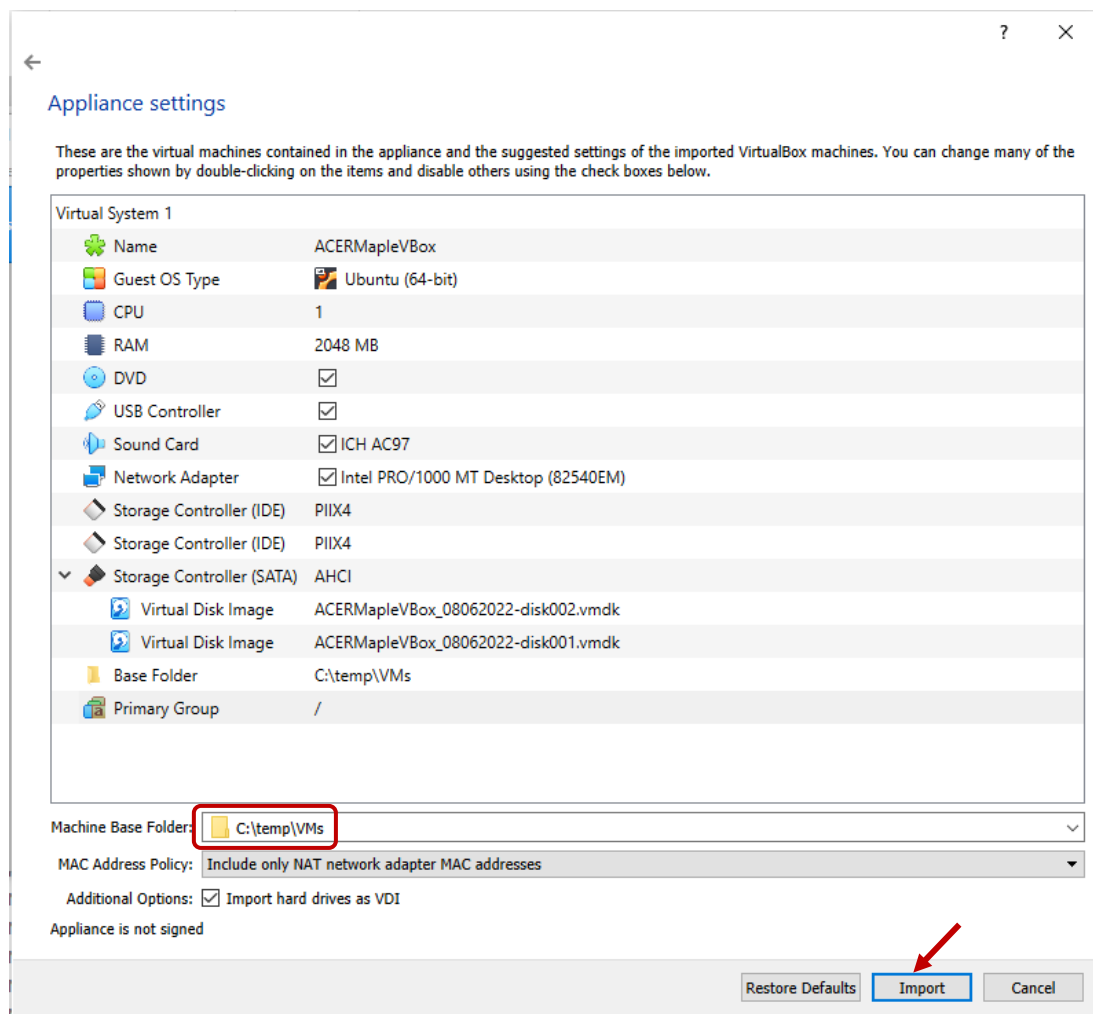 ?
Appliance settings
These are the virtual machines contained in the appliance and the suggested settings of the imported VirtualBox machines. You can change many of the
properties shown by double-clicking on the items and disable others using the check boxes below.
Virtual System 1
Name ACERMapleVBox
Guest OS Type Ubuntu (64-bit)
CPU 1
RAM 2048 MB
DVD
USB Controller
Sound Card ICH AC97
Network Adapter Intel PRO/1000 MT Desktop (82540EM)
Storage Controller (IDE) PIIX4
Storage Controller (IDE) PIIX4
Storage Controller (SATA) AHCI
Virtual Disk Image ACERMapleVBox_08062022-disk002.vmdk
Virtual Disk Image ACERMapleVBox_08062022-disk001.vmdk
Base Folder C:\temp\VMs
Primary Group /
Machine Base Folder: C:\temp\VMs
MAC Address Policy: Include only NAT network adapter MAC addresses
Additional Options: Import hard drives as VDI
Appliance is not signed
Restore Defaults Import Cancel